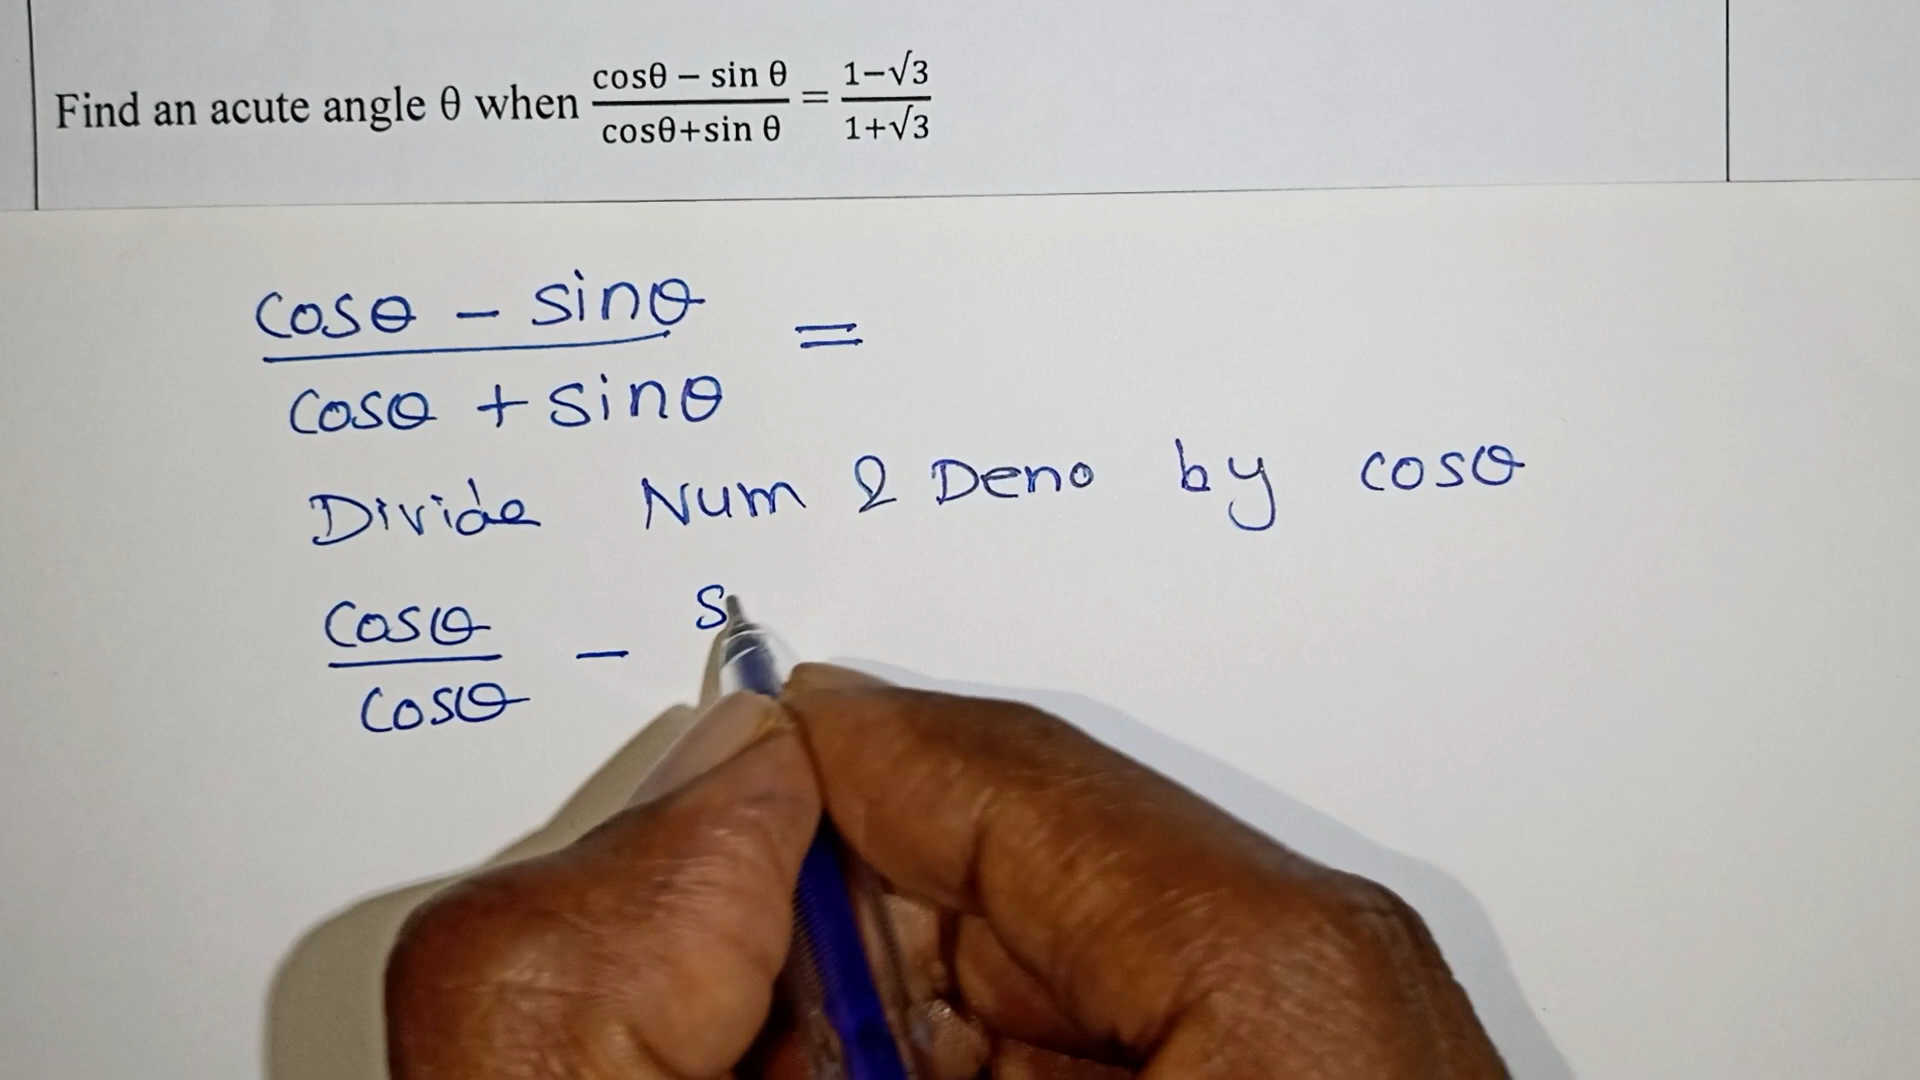 Find an acute angle θ when (cosθ − sin θ)/(cosθ+sin θ) = (1−√3)/(1+√3)
cosθ − sinθ =
cosθ + sinθ
Divide Num & Deno by cosθ
cosθ − s
cosθ